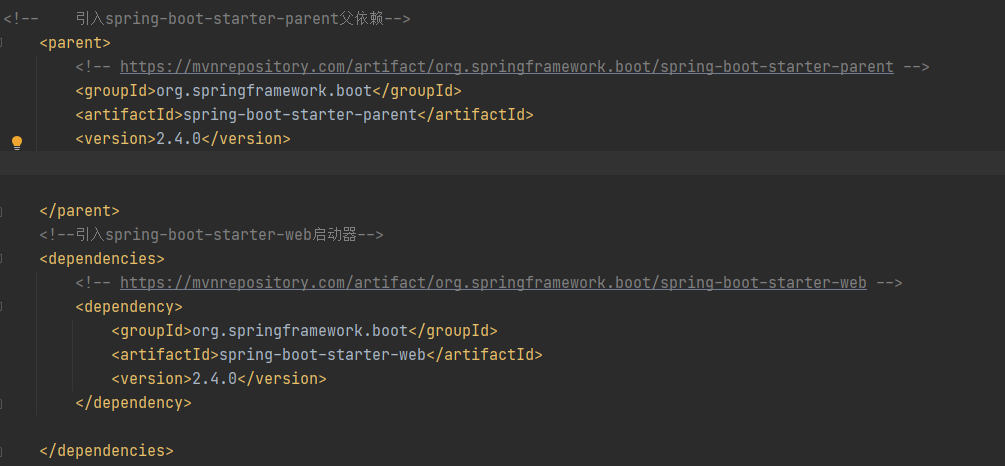 <!--    引入spring-boot-starter-parent父依赖-->
<parent>
<!-- https://mvnrepository.com/artifact/org.springframework.boot/spring-boot-starter-parent -->
<groupId>org.springframework.boot</groupId>
<artifactId>spring-boot-starter-parent</artifactId>
<version>2.4.0</version>
</parent>
<!--引入spring-boot-starter-web启动器-->
<dependencies>
<!-- https://mvnrepository.com/artifact/org.springframework.boot/spring-boot-starter-web -->
<dependency>
<groupId>org.springframework.boot</groupId>
<artifactId>spring-boot-starter-web</artifactId>
<version>2.4.0</version>
</dependency>
</dependencies>